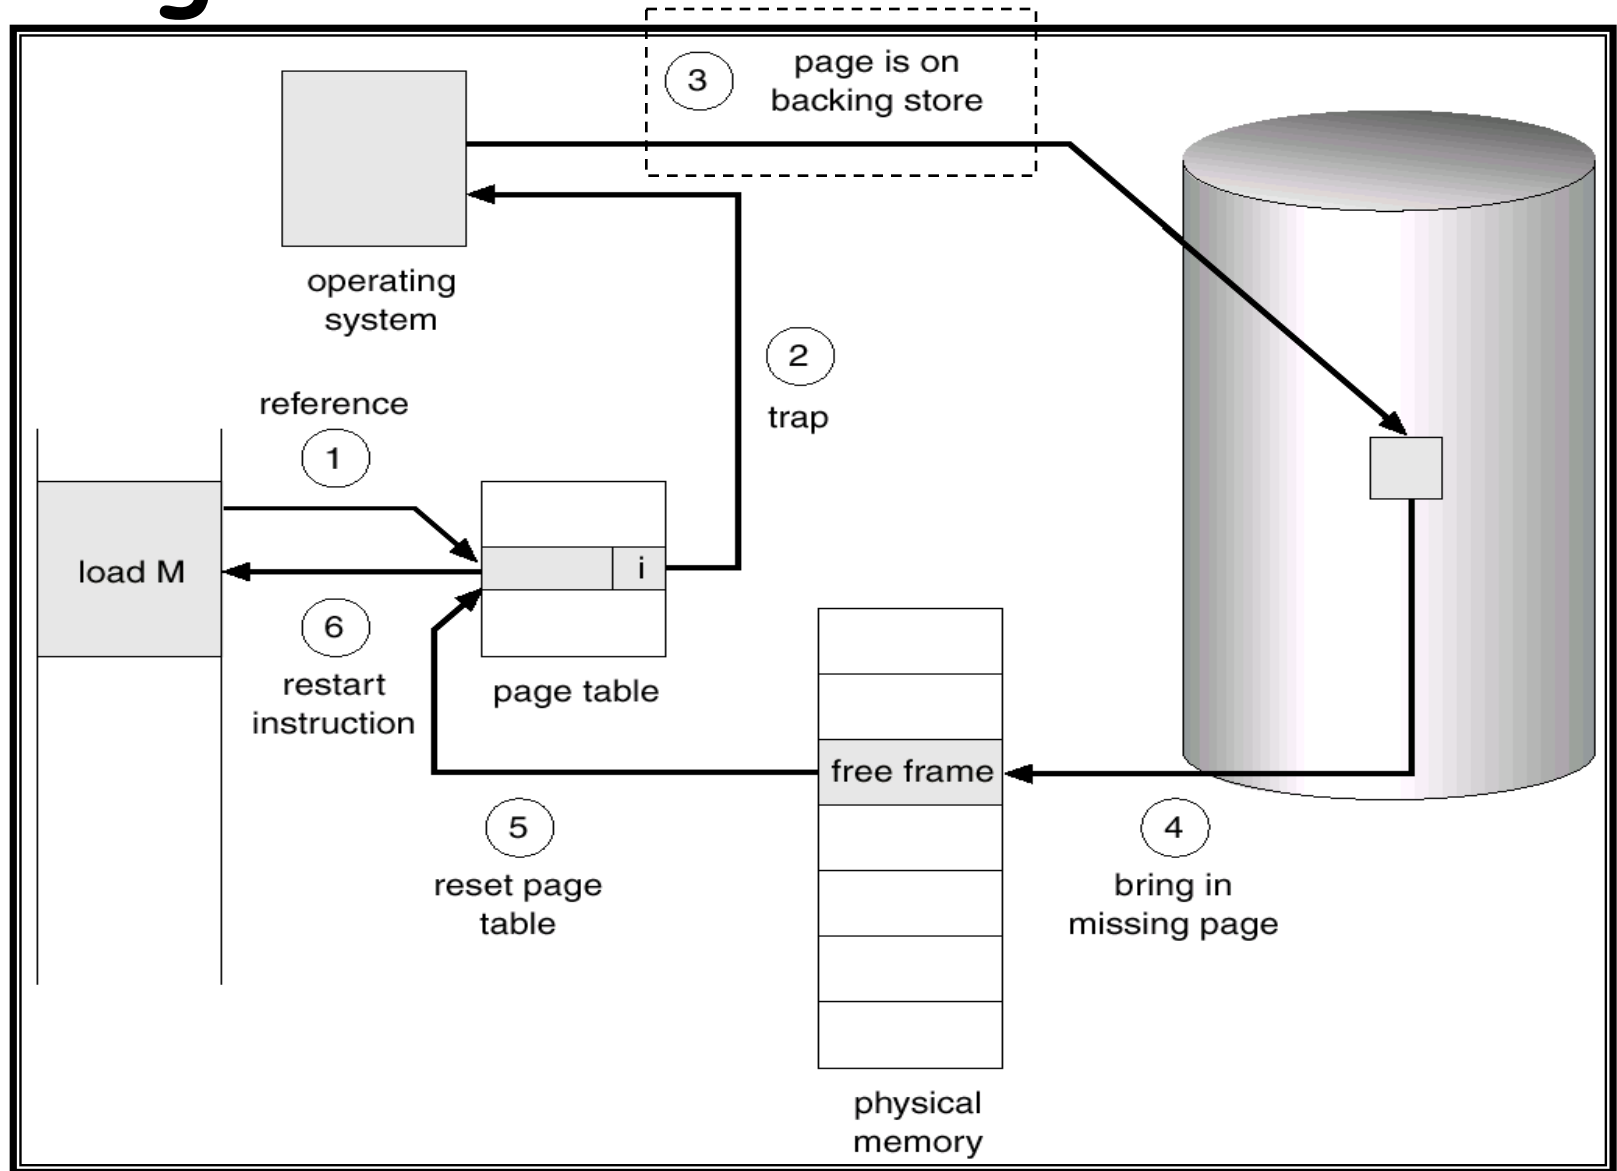 3
page is on
backing store
operating
system
2
trap
reference
1
load M
i
6
restart
instruction
page table
free frame
5
reset page
table
4
bring in
missing page
physical
memory